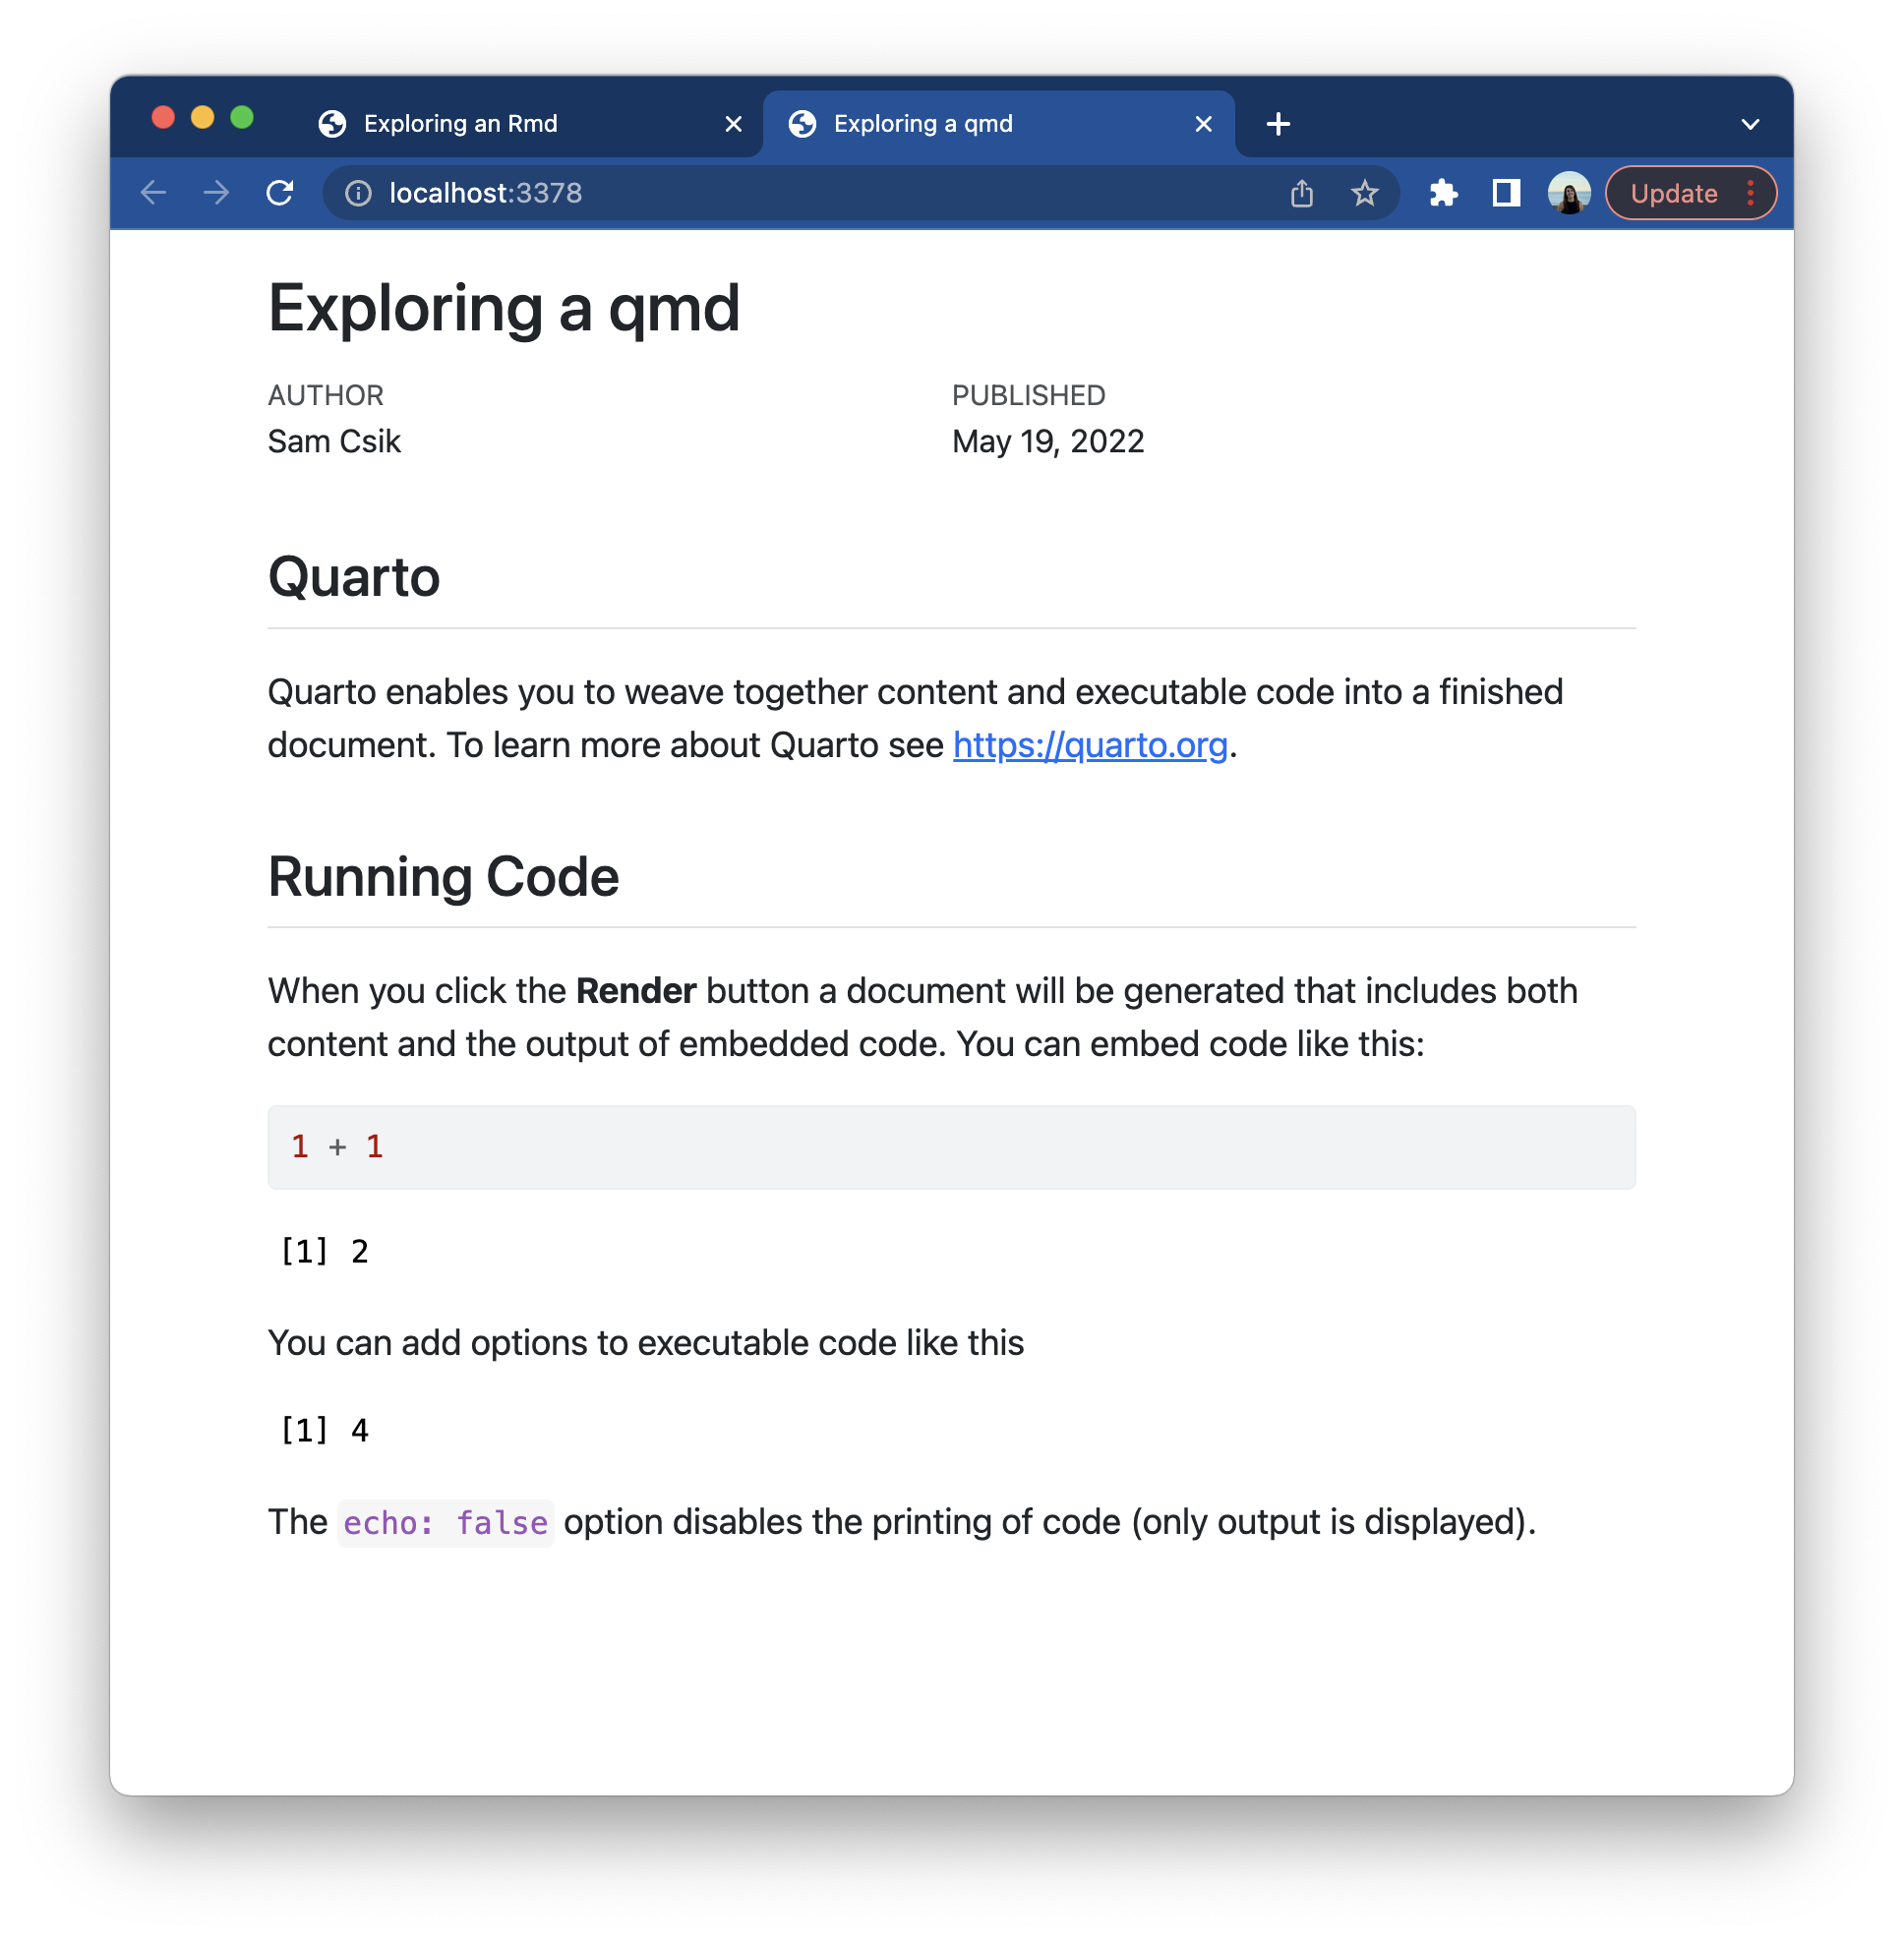 Exploring an Rmd
Exploring a qmd
localhost:3378
Update
Exploring a qmd
AUTHOR
PUBLISHED
Sam Csik
May 19, 2022
Quarto
Quarto enables you to weave together content and executable code into a finished
document. To learn more about Quarto see https://quarto.org.
Running Code
When you click the Render button a document will be generated that includes both
content and the output of embedded code. You can embed code like this:
1 + 1
[1] 2
You can add options to executable code like this
[1] 4
The echo: false option disables the printing of code (only output is displayed).